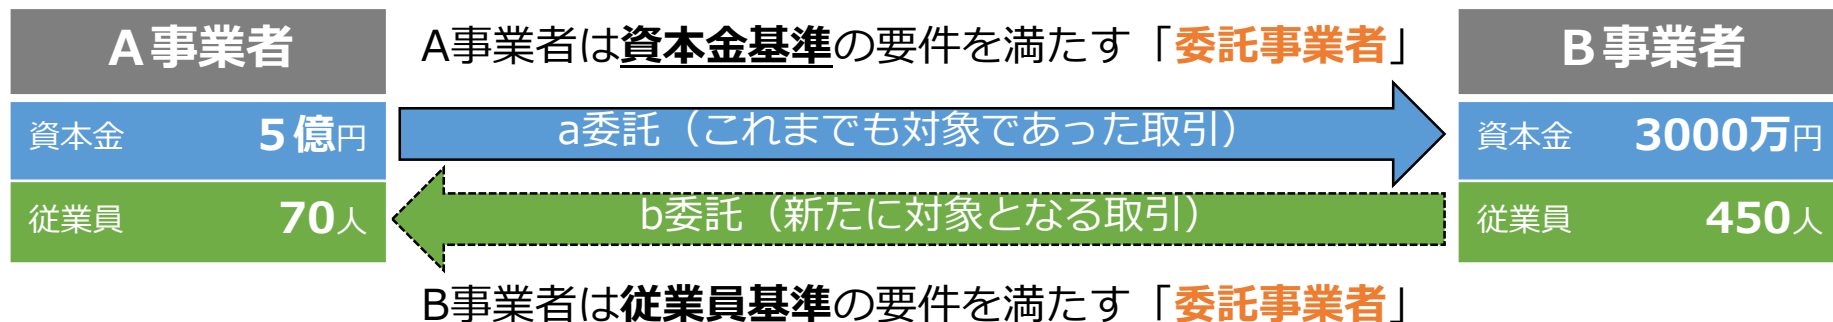 A事業者
A事業者は資本金基準の要件を満たす「委託事業者」
B事業者
資本金 5億円
a委託（これまでも対象であった取引）
資本金 3000万円
従業員 70人
b委託（新たに対象となる取引）
従業員 450人
B事業者は従業員基準の要件を満たす「委託事業者」